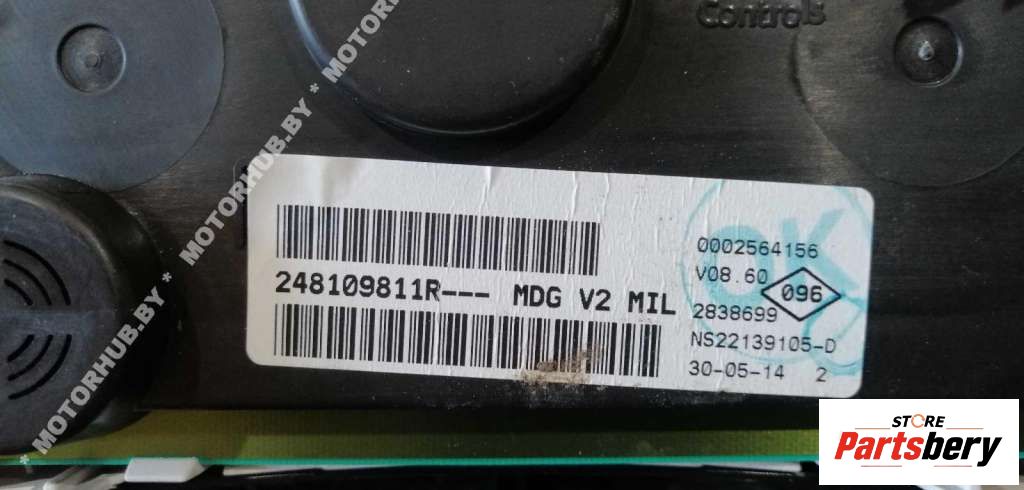 Controls
0002564156
V08.60
OK
096
248109811R--- MDG V2 MIL
2838699
NS22139105-D
30-05-14 2
* MOTORHUB.BY * MOTORHUB.BY * MOTORHUB.BY
STORE
Partsbery